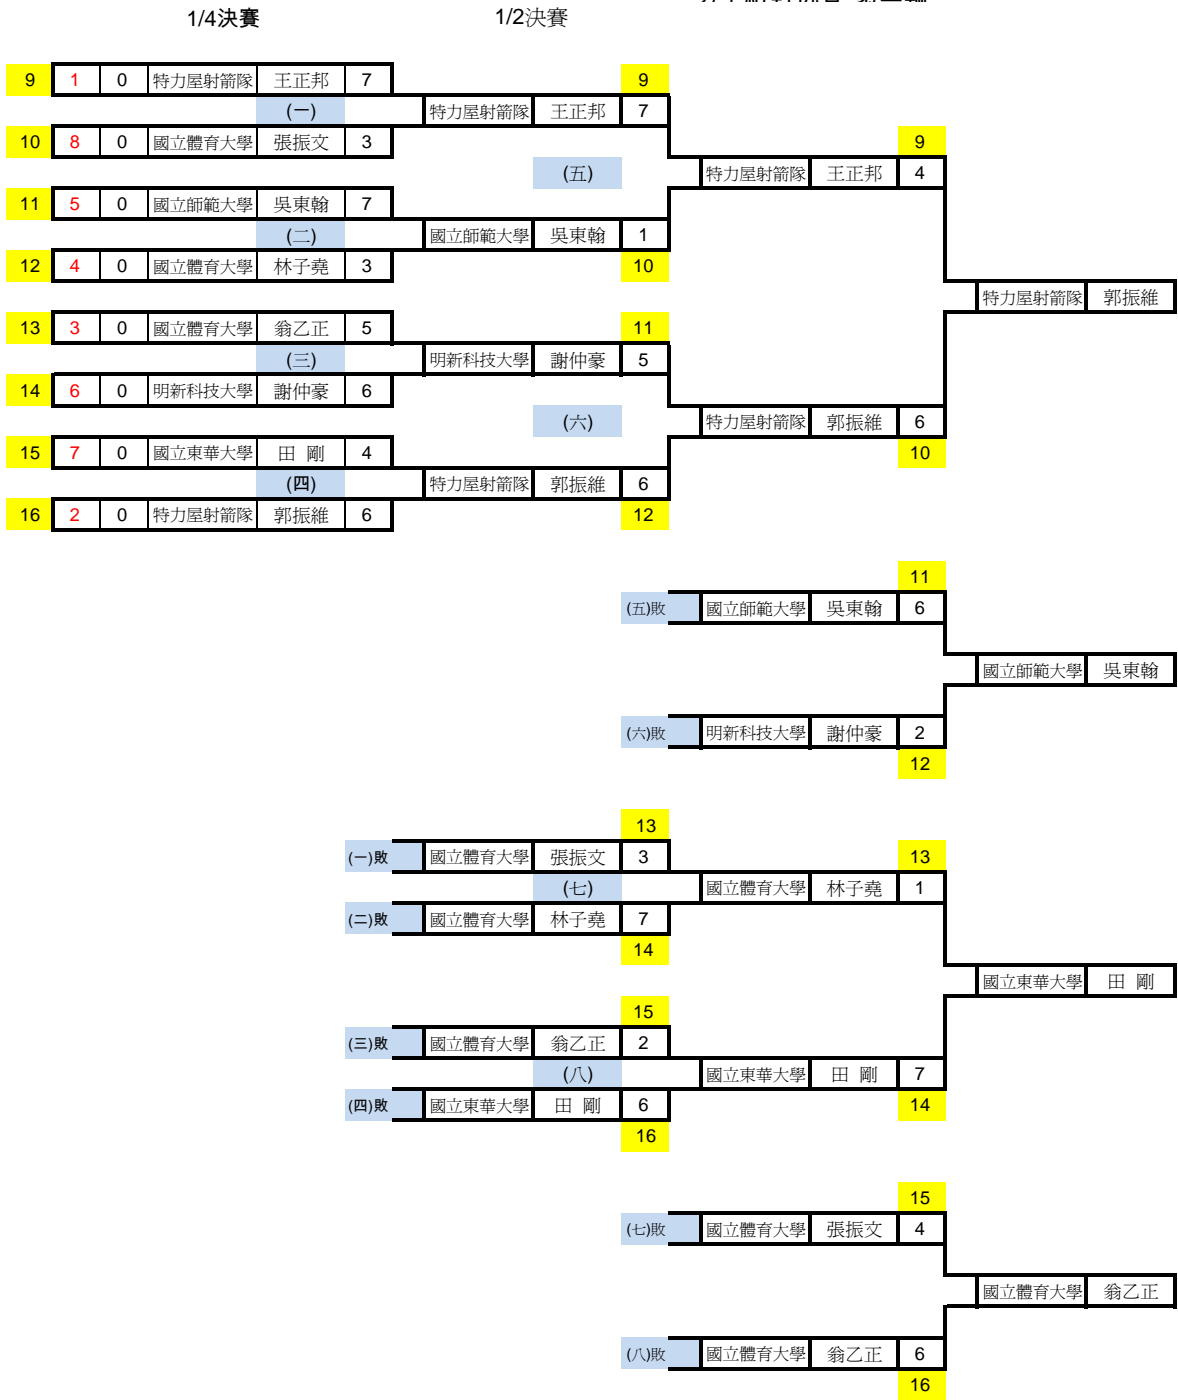 1/4決賽 1/2決賽
9 1 0 特力屋射箭隊 王正邦 7 9
(一) 特力屋射箭隊 王正邦 7
10 8 0 國立體育大學 張振文 3 9
(五) 特力屋射箭隊 王正邦 4
11 5 0 國立師範大學 吳東翰 7
(二) 國立師範大學 吳東翰 1
12 4 0 國立體育大學 林子堯 3 10
特力屋射箭隊 郭振維
13 3 0 國立體育大學 翁乙正 5 11
(三) 明新科技大學 謝仲豪 5
14 6 0 明新科技大學 謝仲豪 6
(六) 特力屋射箭隊 郭振維 6
15 7 0 國立東華大學 田 剛 4 10
(四) 特力屋射箭隊 郭振維 6
16 2 0 特力屋射箭隊 郭振維 6 12
11
(五)敗 國立師範大學 吳東翰 6
國立師範大學 吳東翰
(六)敗 明新科技大學 謝仲豪 2
12
13
(一)敗 國立體育大學 張振文 3 13
(七) 國立體育大學 林子堯 1
(二)敗 國立體育大學 林子堯 7
14
國立東華大學 田 剛
15
(三)敗 國立體育大學 翁乙正 2
(八) 國立東華大學 田 剛 7
(四)敗 國立東華大學 田 剛 6 14
16
15
(七)敗 國立體育大學 張振文 4
國立體育大學 翁乙正
(八)敗 國立體育大學 翁乙正 6
16